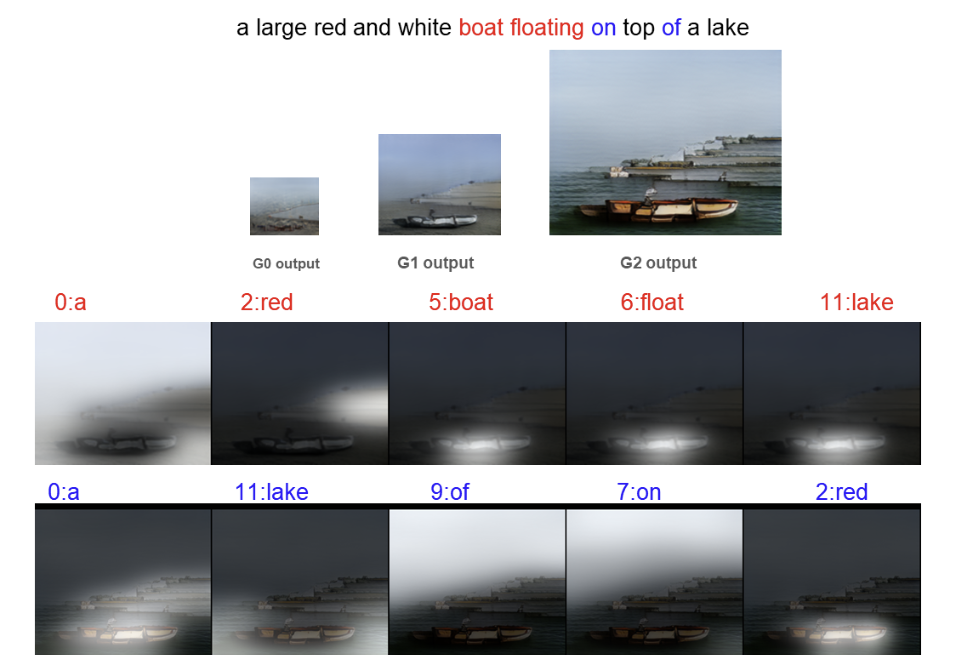 a large red and white boat floating on top of a lake
G0 output
G1 output
G2 output
0:a 2:red 5:boat 6:float 11:lake
0:a 11:lake 9:of 7:on 2:red